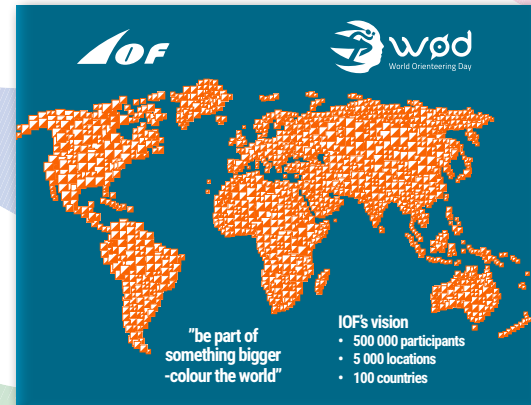 IOF
wød
World Orienteering Day
"be part of
something bigger
-colour the world"
IOF's vision
• 500 000 participants
• 5 000 locations
• 100 countries